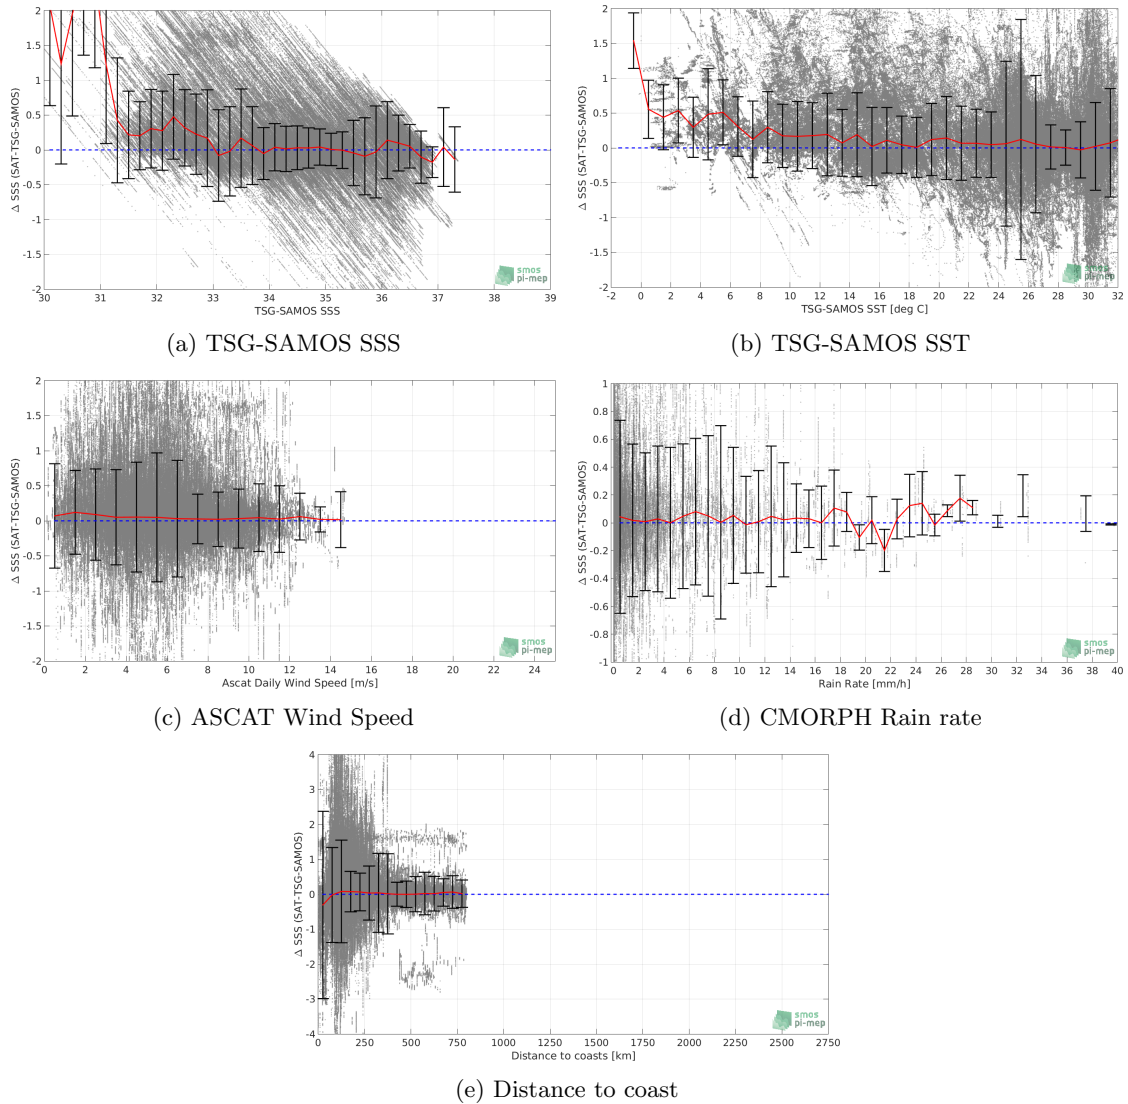 2
1.5
1
0.5
0
-0.5
-1
-1.5
-2
Δ SSS (SAT-TSG-SAMOS)
30 31 32 33 34 35 36 37 38 39
TSG-SAMOS SSS
smos
pi-mep
(a) TSG-SAMOS SSS
2
1.5
1
0.5
0
-0.5
-1
-1.5
-2
Δ SSS (SAT-TSG-SAMOS)
-2 0 2 4 6 8 10 12 14 16 18 20 22 24 26 28 30 32
TSG-SAMOS SST [deg C]
smos
pi-mep
(b) TSG-SAMOS SST
2
1.5
1
0.5
0
-0.5
-1
-1.5
-2
Δ SSS (SAT-TSG-SAMOS)
0 2 4 6 8 10 12 14 16 18 20 22 24
Ascat Daily Wind Speed [m/s]
smos
pi-mep
(c) ASCAT Wind Speed
1
0.8
0.6
0.4
0.2
0
-0.2
-0.4
-0.6
-0.8
-1
Δ SSS (SAT-TSG-SAMOS)
0 2 4 6 8 10 12 14 16 18 20 22 24 26 28 30 32 34 36 38 40
Rain Rate [mm/h]
smos
pi-mep
(d) CMORPH Rain rate
4
3
2
1
0
-1
-2
-3
-4
Δ SSS (SAT-TSG-SAMOS)
0 250 500 750 1000 1250 1500 1750 2000 2250 2500 2750
Distance to coasts [km]
smos
pi-mep
(e) Distance to coast